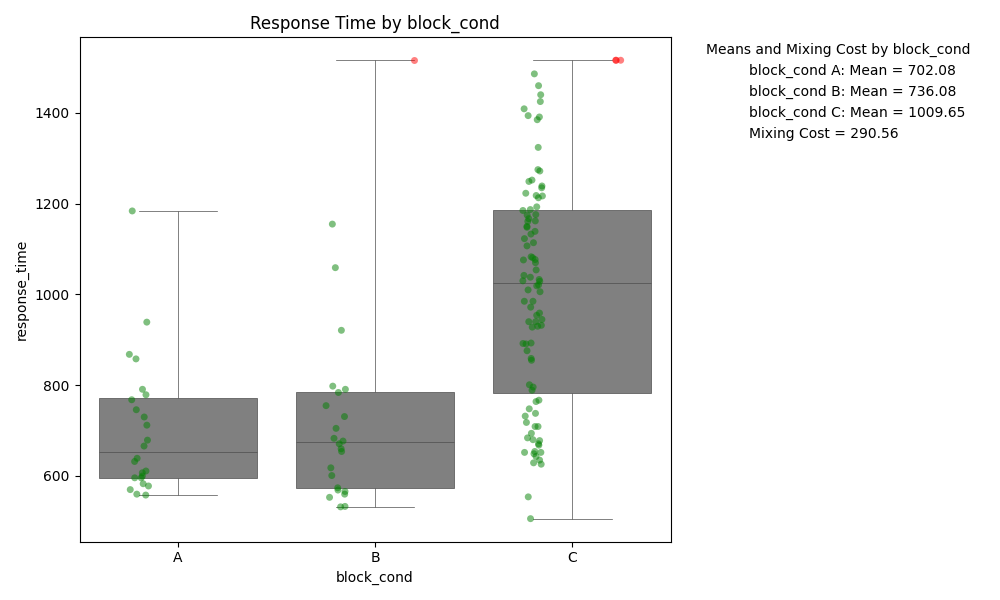 Response Time by block_cond
Means and Mixing Cost by block_cond
block_cond A: Mean = 702.08
block_cond B: Mean = 736.08
block_cond C: Mean = 1009.65
Mixing Cost = 290.56
response_time
1400
1200
1000
800
600
A
B
C
block_cond